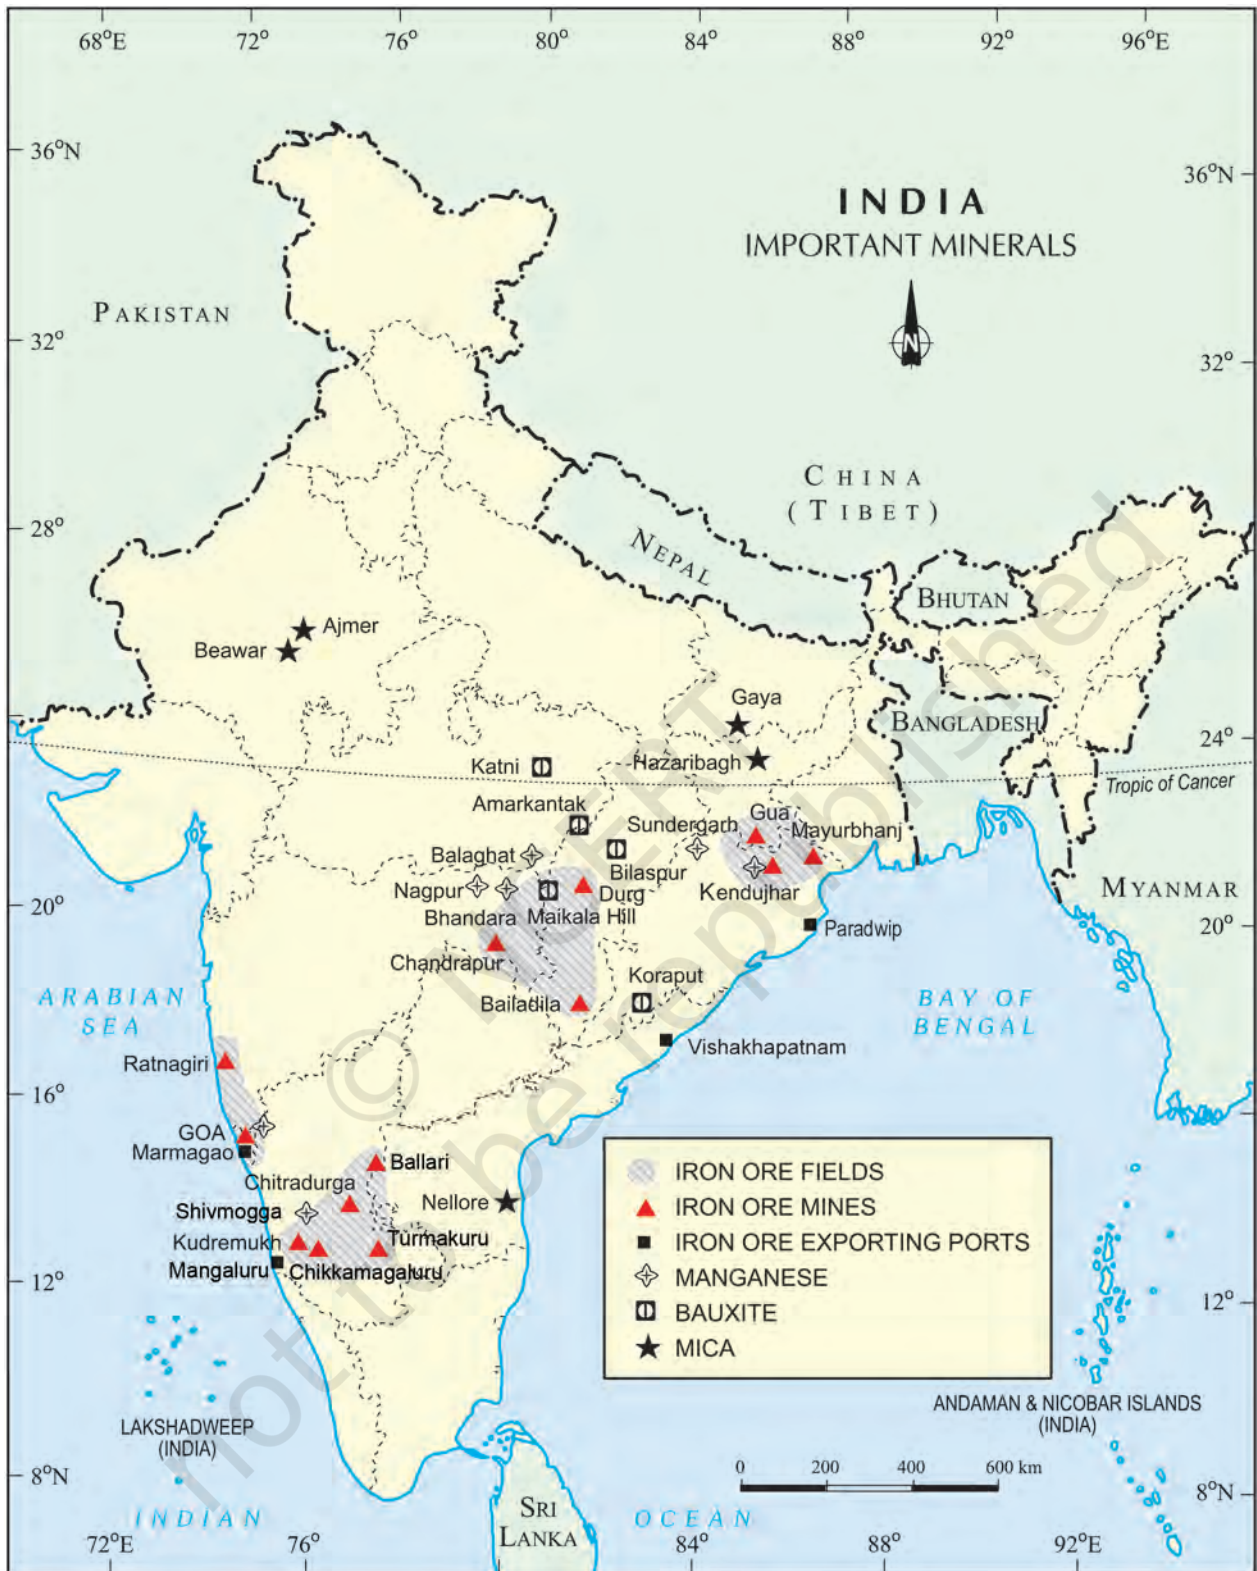 68°E 72° 76° 80° 84° 88° 92° 96°E
36°N
36°N
INDIA
IMPORTANT MINERALS
N
PAKISTAN
32°
32°
CHINA
(TIBET)
28°
NEPAL
BHUTAN
Ajmer
Beawar
Gaya
BANGLADESH
24°
Katni
Hazaribagh
Tropic of Cancer
Amarkantak
Sundergarh
Gua
Mayurbhanj
Balaghat
Bilaspur
Nagpur
Durg
Kendujhar
MYANMAR
20°
Bhandara
Maikala Hill
20°
Paradwip
Chandrapur
Koraput
ARABIAN
SEA
Bailadila
BAY OF
BENGAL
Vishakhapatnam
Ratnagiri
16°
GOA
Marmagao
Ballari
Chitradurga
Nellore
Shivmogga
Kudremukh
Turmakuru
Mangaluru
Chikkamagaluru
12°
12°
IRON ORE FIELDS
IRON ORE MINES
IRON ORE EXPORTING PORTS
MANGANESE
BAUXITE
MICA
LAKSHADWEEP
(INDIA)
ANDAMAN & NICOBAR ISLANDS
(INDIA)
8°N
0 200 400 600 km
8°N
INDIAN
OCEAN
SRI
LANKA
72°E 76° 84° 88° 92°E
© NCERT
not to be republished